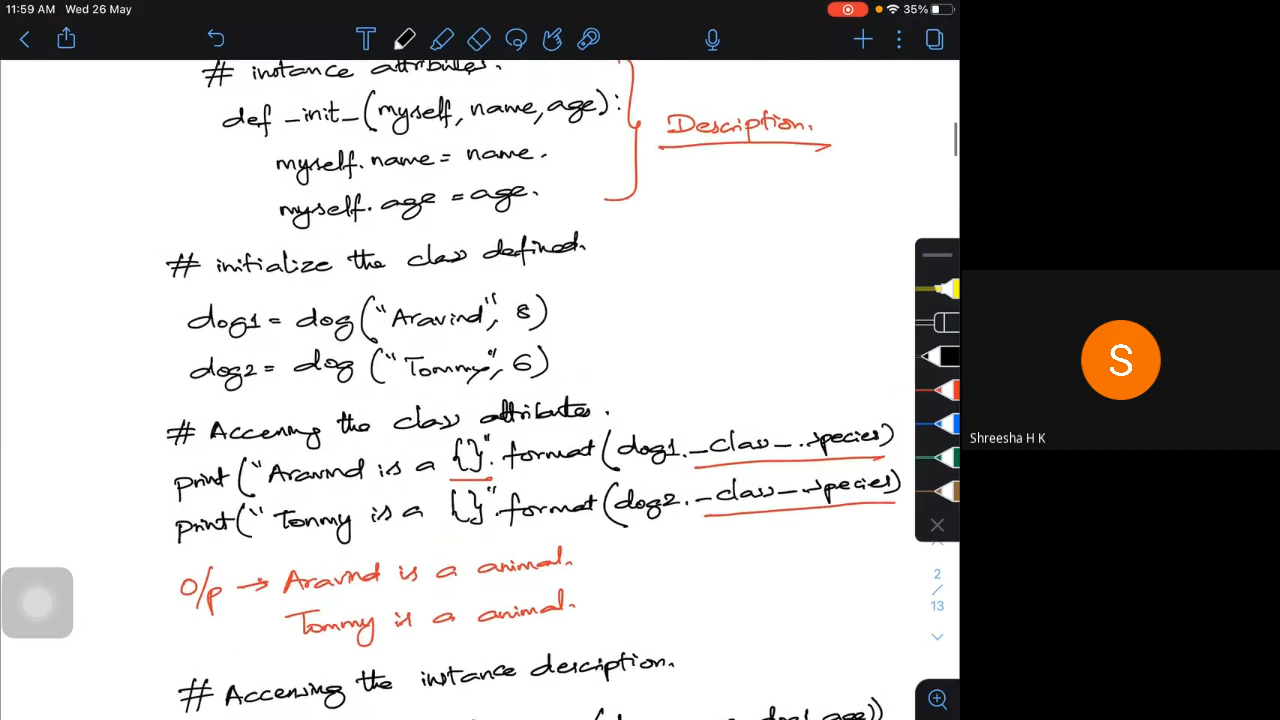 11:59 AM Wed 26 May
35%
T
# instance attributes.
def _init_(myself, name, age):
Description.
myself.name = name.
myself.age = age.
# initialize the class defined.
dog1 = dog("Aravind", 8)
dog2 = dog ("Tommy", 6)
# Accessing the class attributes.
print("Aravind is a {}".format(dog1._class_.species)
print("Tommy is a {}".format(dog2._class_.species)
O/p → Aravind is a animal.
Tommy is a animal.
# Accessing the instance description.
dog1.age))
2
/
13
S
Shreesha H K